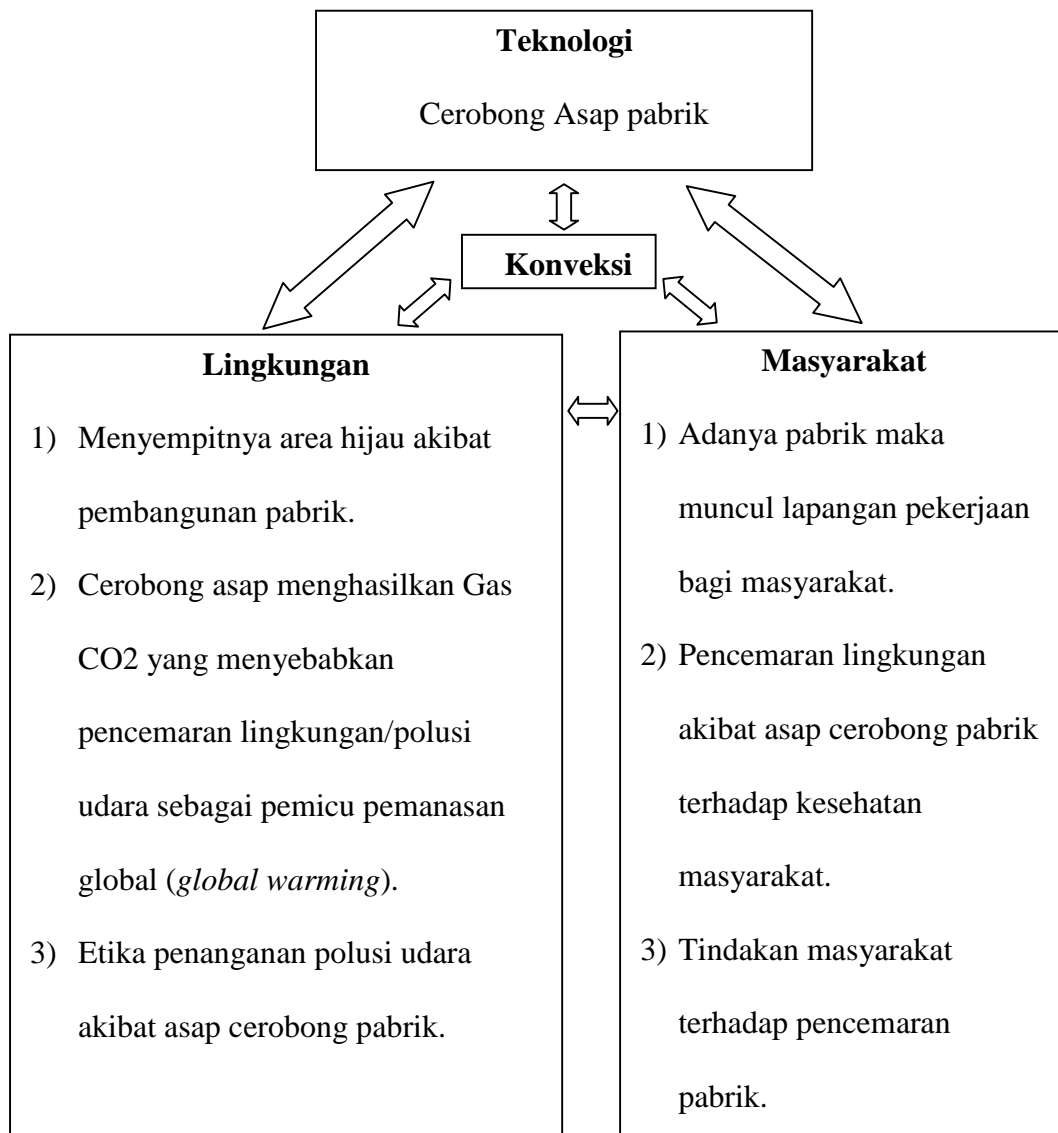 Teknologi
Cerobong Asap pabrik
Konveksi
Lingkungan
1) Menyempitnya area hijau akibat
pembangunan pabrik.
2) Cerobong asap menghasilkan Gas
CO2 yang menyebabkan
pencemaran lingkungan/polusi
udara sebagai pemicu pemanasan
global (global warming).
3) Etika penanganan polusi udara
akibat asap cerobong pabrik.
Masyarakat
1) Adanya pabrik maka
muncul lapangan pekerjaan
bagi masyarakat.
2) Pencemaran lingkungan
akibat asap cerobong pabrik
terhadap kesehatan
masyarakat.
3) Tindakan masyarakat
terhadap pencemaran
pabrik.